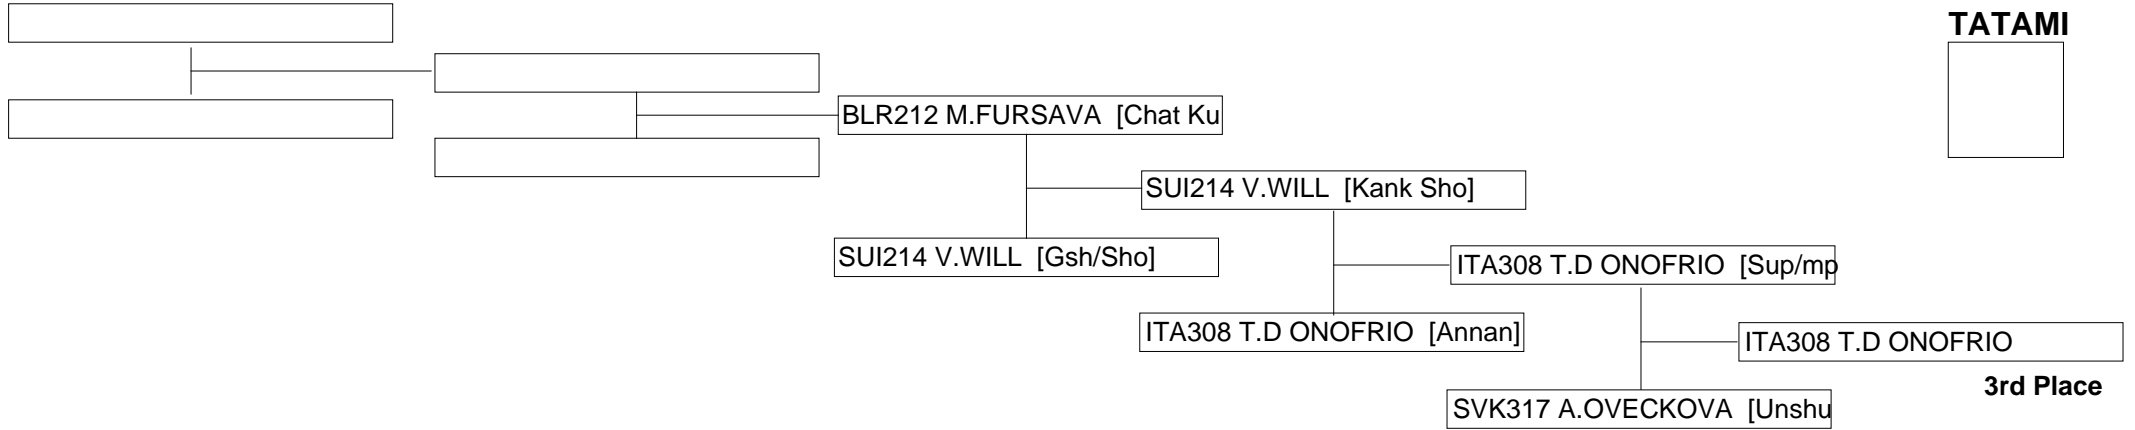 TATAMI
BLR212 M.FURSAVA [Chat Ku
SUI214 V.WILL [Kank Sho]
SUI214 V.WILL [Gsh/Sho]
ITA308 T.D ONOFRIO [Sup/mp
ITA308 T.D ONOFRIO [Annan]
ITA308 T.D ONOFRIO
3rd Place
SVK317 A.OVECKOVA [Unshu